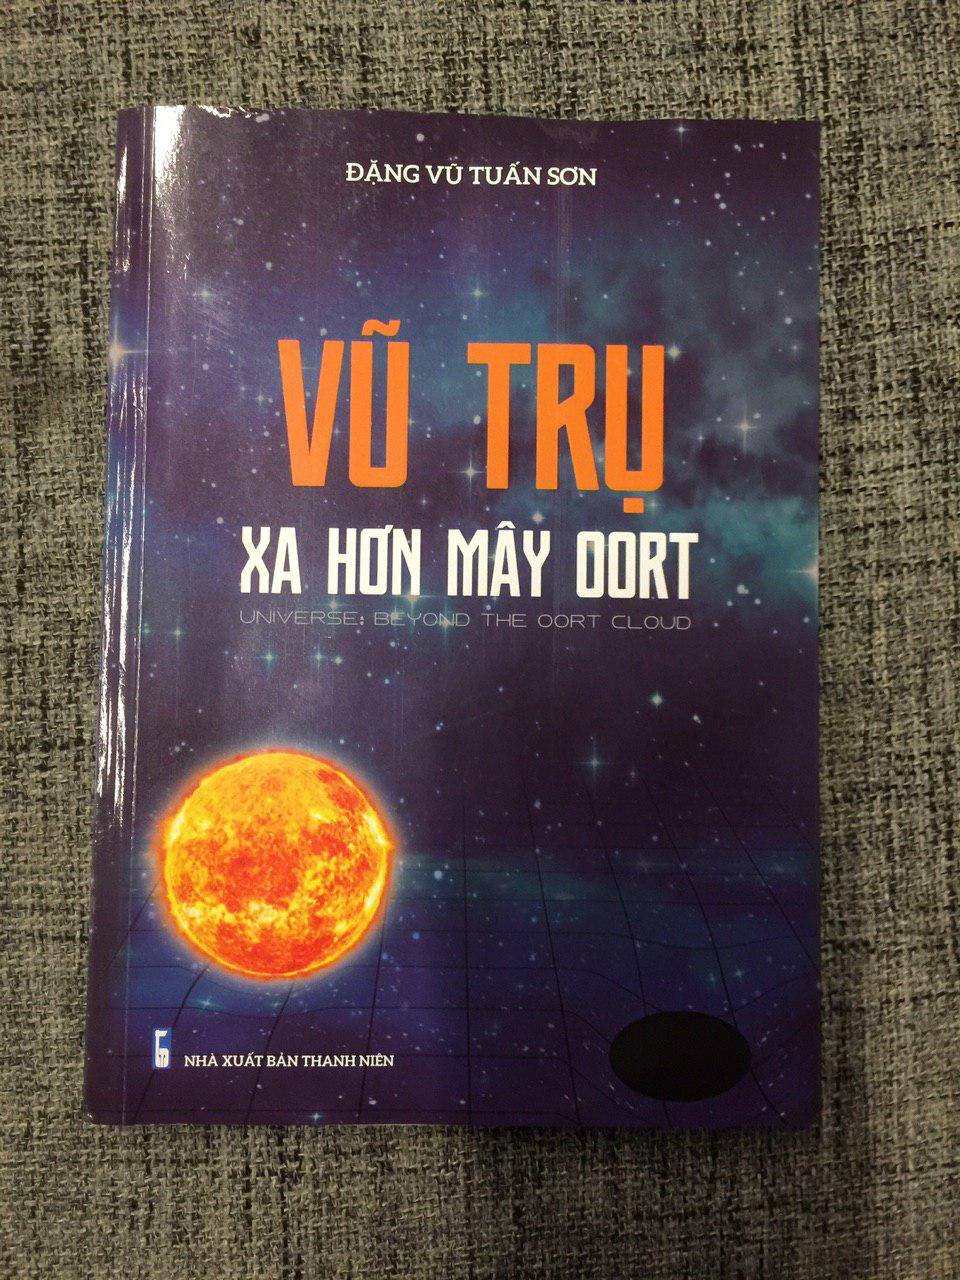 ĐẶNG VŨ TUẤN SƠN
VŨ TRỤ
XA HƠN MÂY OORT
UNIVERSE: BEYOND THE OORT CLOUD
NHÀ XUẤT BẢN THANH NIÊN